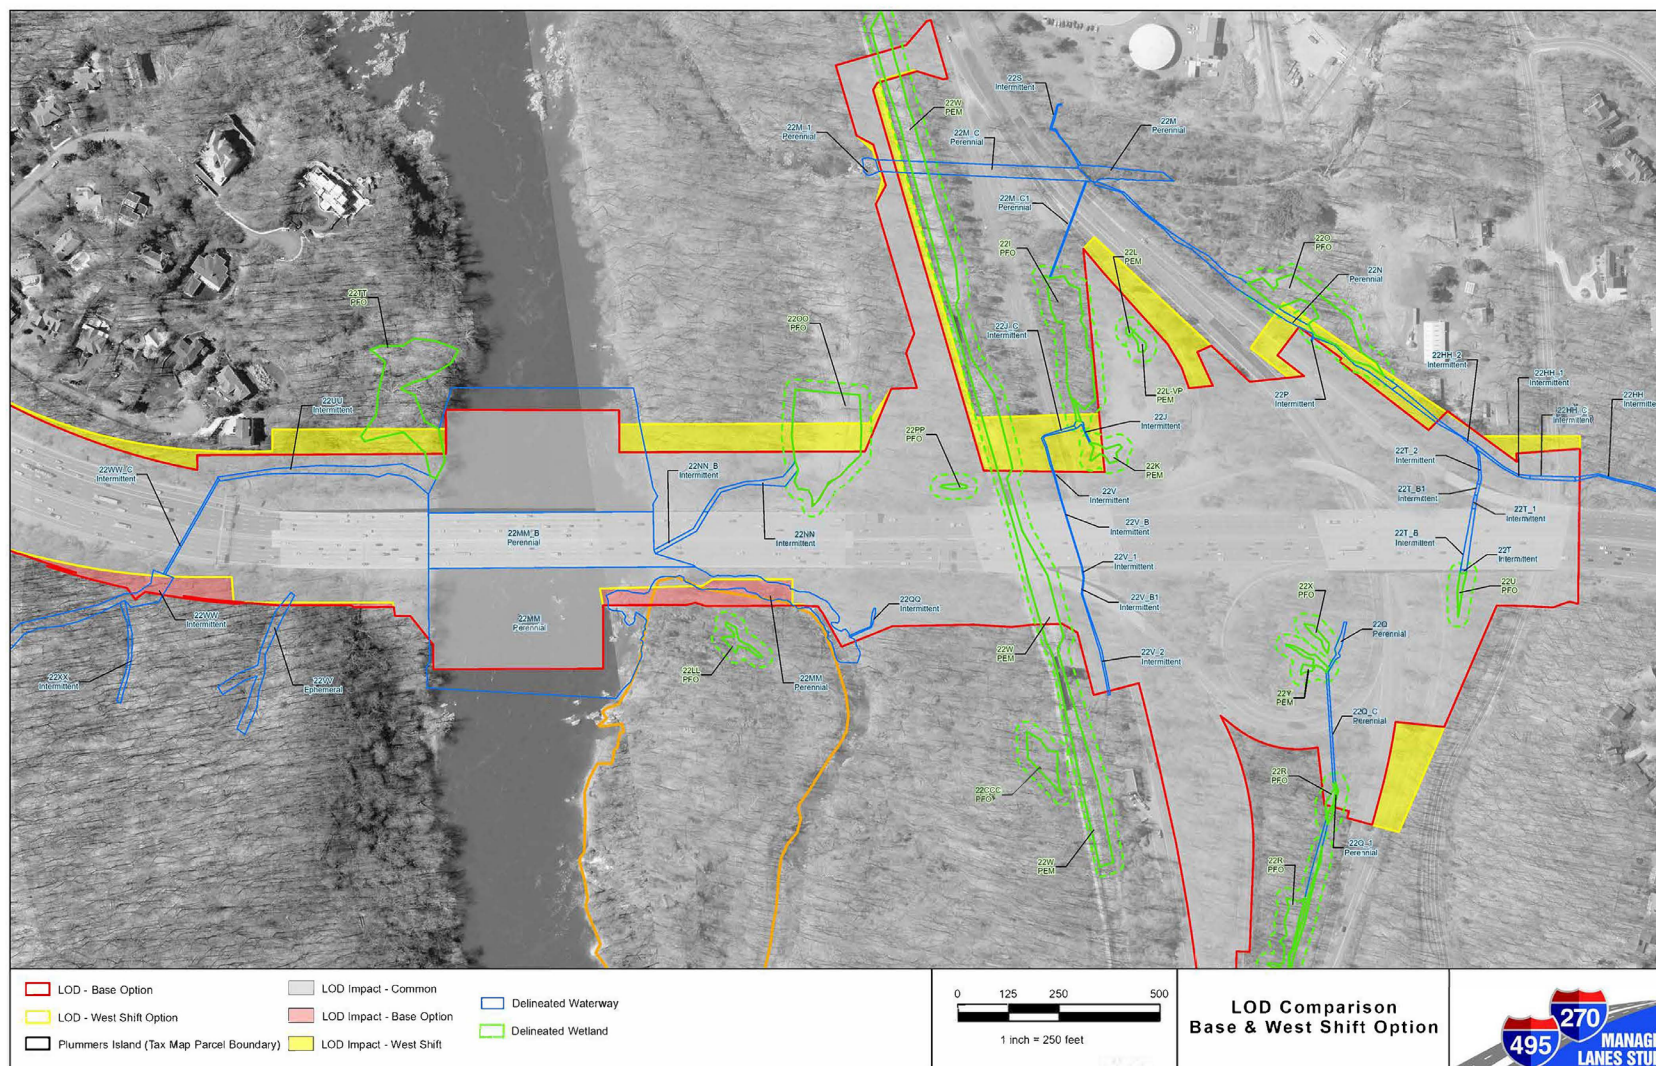 22S
Intermittent
22W
PEM
22M_1
Perennial
22M_C
Perennial
22M
Perennial
22M_C1
Perennial
22I
PFO
22L
PEM
22O
PFO
22N
Perennial
22TT
PFO
22OO
PFO
22J_C
Intermittent
22HH_2
Intermittent
22HH_1
Intermittent
22HH
Intermitte
22L-VP
PEM
22P
Intermittent
22HH_C
Intermittent
22UU
Intermittent
22J
Intermittent
22PP
PFO
22WW_C
Intermittent
22NN_B
Intermittent
22K
PEM
22T_2
Intermittent
22V
Intermittent
22T_B1
Intermittent
22T_1
Intermittent
22MM_B
Perennial
22NN
Intermittent
22V_B
Intermittent
22T_B
Intermittent
22T
Intermittent
22V_1
Intermittent
22U
PFO
22X
PFO
22V_B1
Intermittent
22QQ
Intermittent
22WW
Intermittent
22MM
Perennial
22Q
Perennial
22W
PEM
22V_2
Intermittent
22XX
Intermittent
22VV
Ephemeral
22LL
PFO
22MM
Perennial
22Y
PEM
22Q_C
Perennial
22R
PFO
22CCC
PFO
22Q_1
Perennial
22W
PEM
22R
PFO
LOD - Base Option
LOD - West Shift Option
Plummers Island (Tax Map Parcel Boundary)
LOD Impact - Common
LOD Impact - Base Option
LOD Impact - West Shift
Delineated Waterway
Delineated Wetland
0 125 250 500
1 inch = 250 feet
LOD Comparison
Base & West Shift Option
495 270
MANAGE
LANES STU